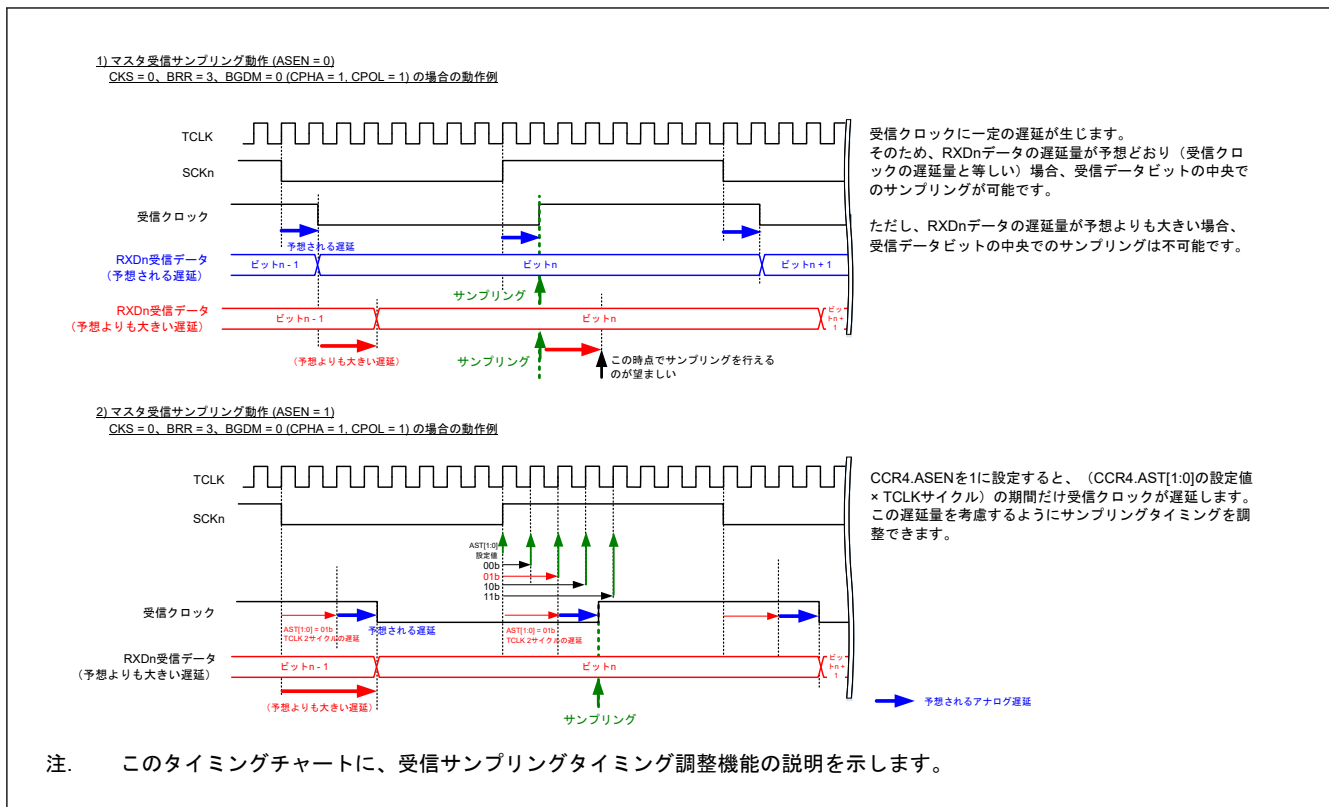 1) マスタ受信サンプリング動作 (ASEN = 0)
CKS = 0、BRR = 3、BGDM = 0 (CPHA = 1, CPOL = 1) の場合の動作例
TCLK
SCKn
受信クロック
予想される遅延
RXDn受信データ
(予想される遅延)
ビットn - 1
ビットn
ビットn + 1
サンプリング
RXDn受信データ
(予想よりも大きい遅延)
ビットn - 1
ビットn
ビッ
トn +
1
(予想よりも大きい遅延)
サンプリング
この時点でサンプリングを行える
のが望ましい
受信クロックに一定の遅延が生じます。
そのため、RXDnデータの遅延量が予想どおり(受信クロ
ックの遅延量と等しい)場合、受信データビットの中央で
のサンプリングが可能です。
ただし、RXDnデータの遅延量が予想よりも大きい場合、
受信データビットの中央でのサンプリングは不可能です。
2) マスタ受信サンプリング動作 (ASEN = 1)
CKS = 0、BRR = 3、BGDM = 0 (CPHA = 1, CPOL = 1) の場合の動作例
TCLK
SCKn
AST[1:0]
設定値
00b
01b
10b
11b
受信クロック
AST[1:0] = 01b
TCLK 2サイクルの遅延
予想される遅延
AST[1:0] = 01b
TCLK 2サイクルの遅延
RXDn受信データ
(予想よりも大きい遅延)
ビットn - 1
ビットn
ビッ
トn +
1
(予想よりも大きい遅延)
サンプリング
CCR4.ASENを1に設定すると、(CCR4.AST[1:0]の設定値
× TCLKサイクル)の期間だけ受信クロックが遅延します。
この遅延量を考慮するようにサンプリングタイミングを調
整できます。
予想されるアナログ遅延
注. このタイミングチャートに、受信サンプリングタイミング調整機能の説明を示します。